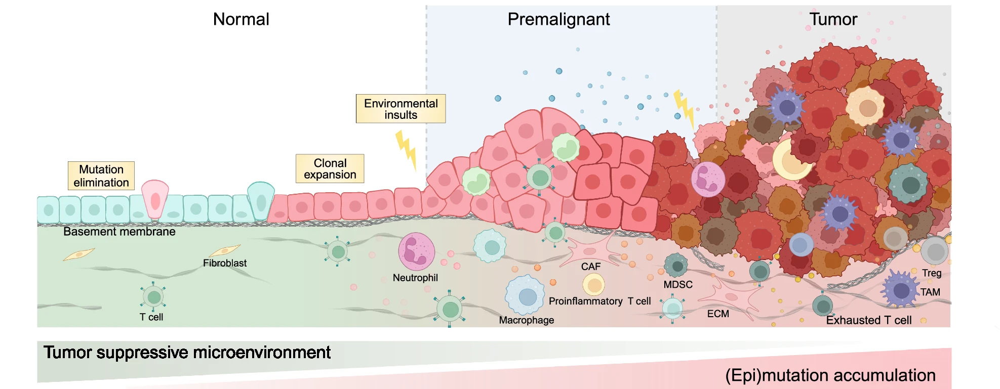 Normal
Premalignant
Tumor
Environmental
insults
Clonal
expansion
Mutation
elimination
Basement membrane
Fibroblast
T cell
Neutrophil
Macrophage
CAF
Proinflammatory T cell
MDSC
ECM
Treg
TAM
Exhausted T cell
Tumor suppressive microenvironment
(Epi)mutation accumulation